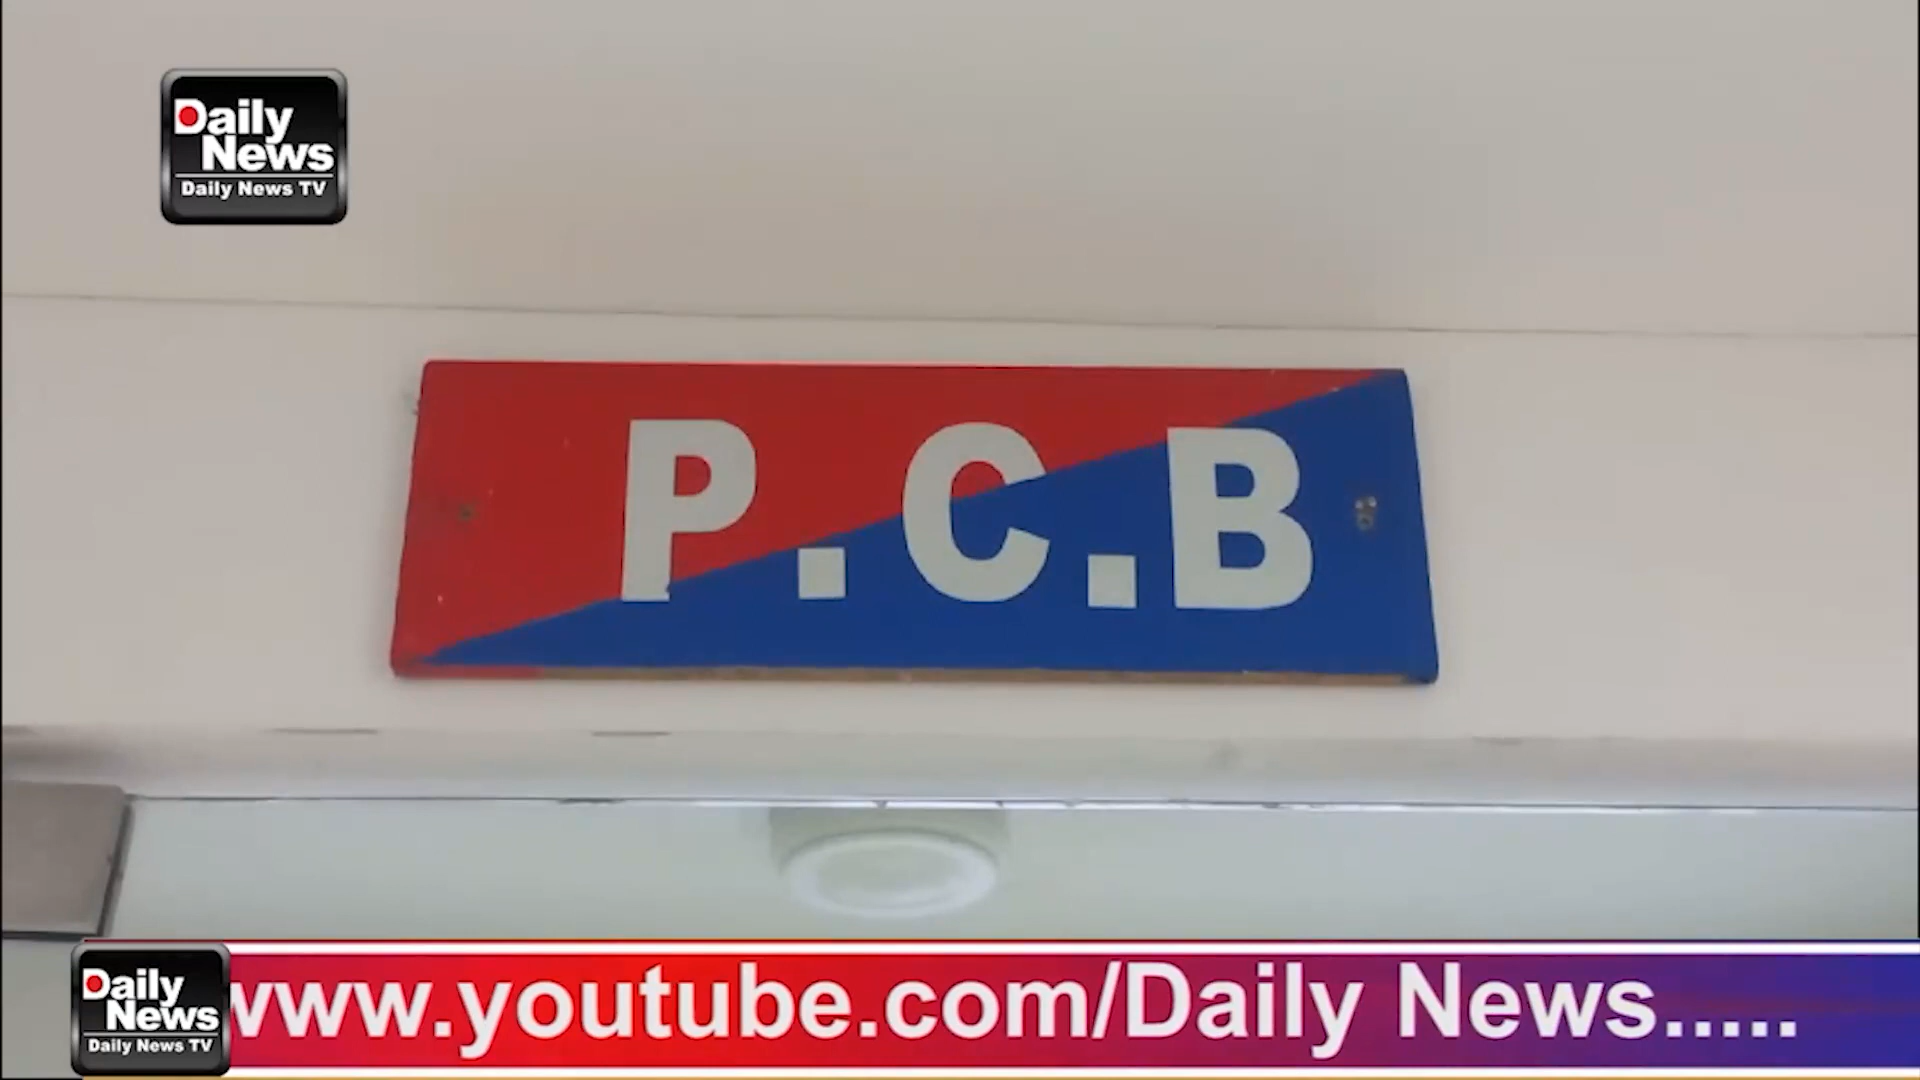 Daily
News
Daily News TV
P.C.B
Daily
News
Daily News TV
www.youtube.com/Daily News.....